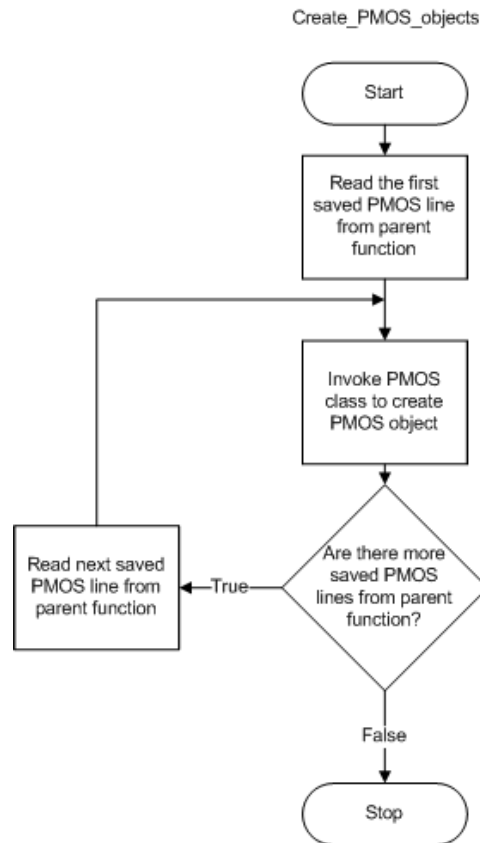 Create_PMOS_objects
Start
Read the first
saved PMOS line
from parent
function
Invoke PMOS
class to create
PMOS object
Are there more
saved PMOS
lines from parent
function?
True
Read next saved
PMOS line from
parent function
False
Stop